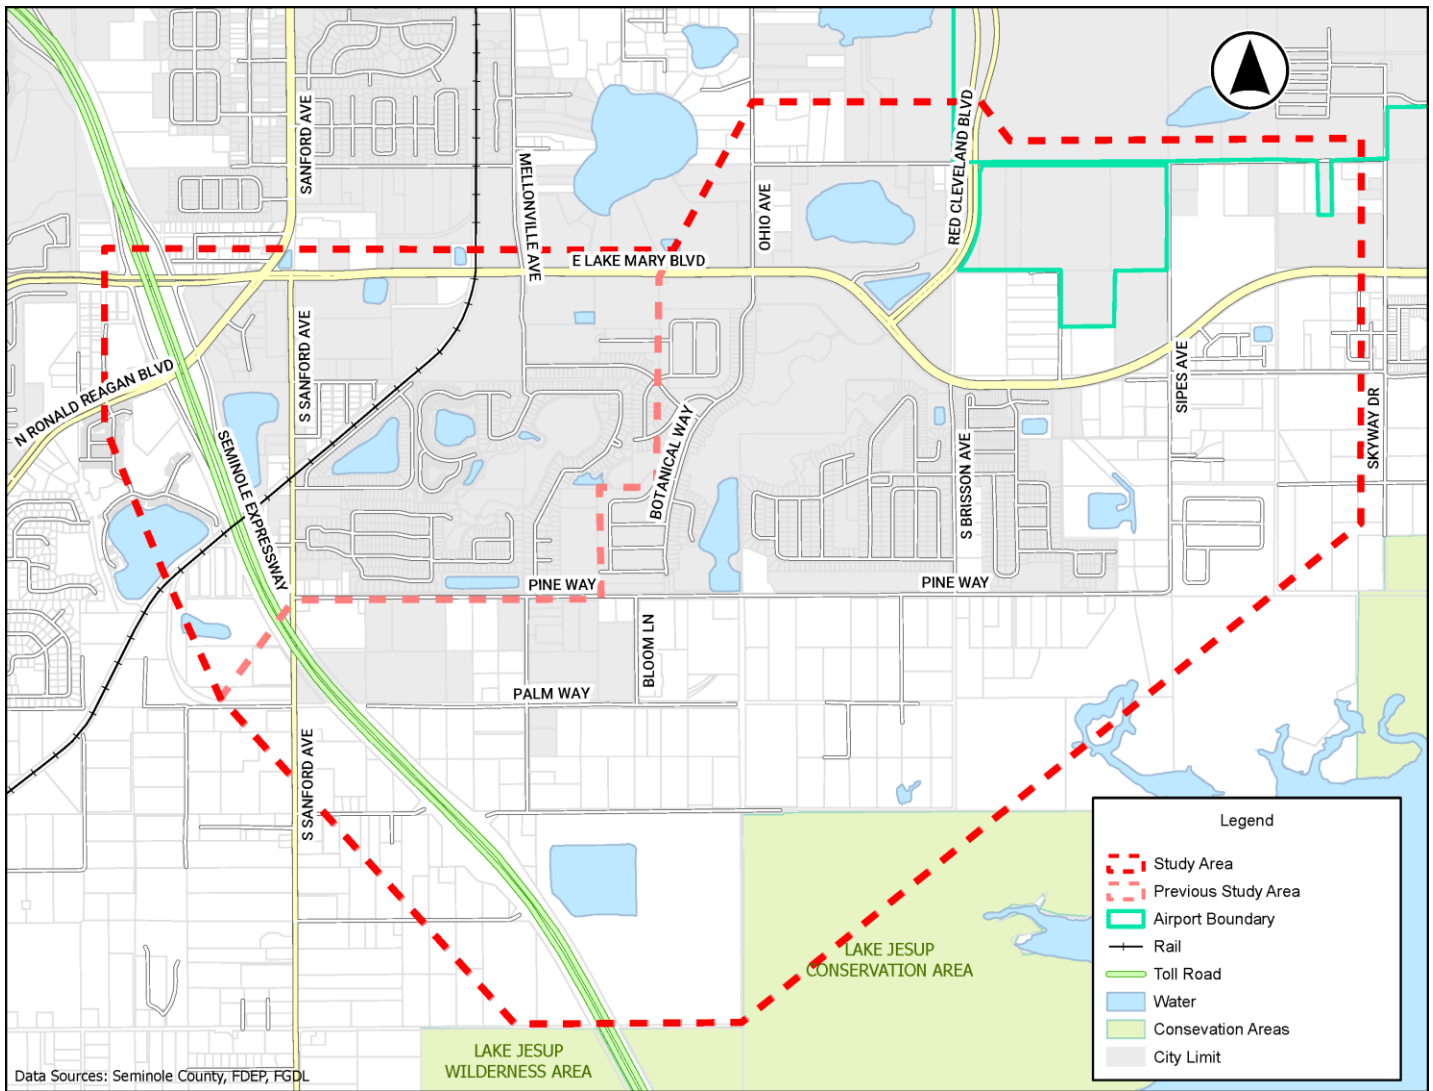 SANFORD AVE
MELLONVILLE AVE
OHIO AVE
RED CLEVELAND BLVD
E LAKE MARY BLVD
N RONALD REAGAN BLVD
S SANFORD AVE
SEMINOLE EXPRESSWAY
BOTANICAL WAY
S BRISSON AVE
SIPES AVE
SKYWAY DR
PINE WAY
PINE WAY
BLOOM LN
PALM WAY
S SANFORD AVE
LAKE JESUP
CONSERVATION AREA
LAKE JESUP
WILDERNESS AREA
Legend
Study Area
Previous Study Area
Airport Boundary
Rail
Toll Road
Water
Consevation Areas
City Limit
Data Sources: Seminole County, FDEP, FGDL